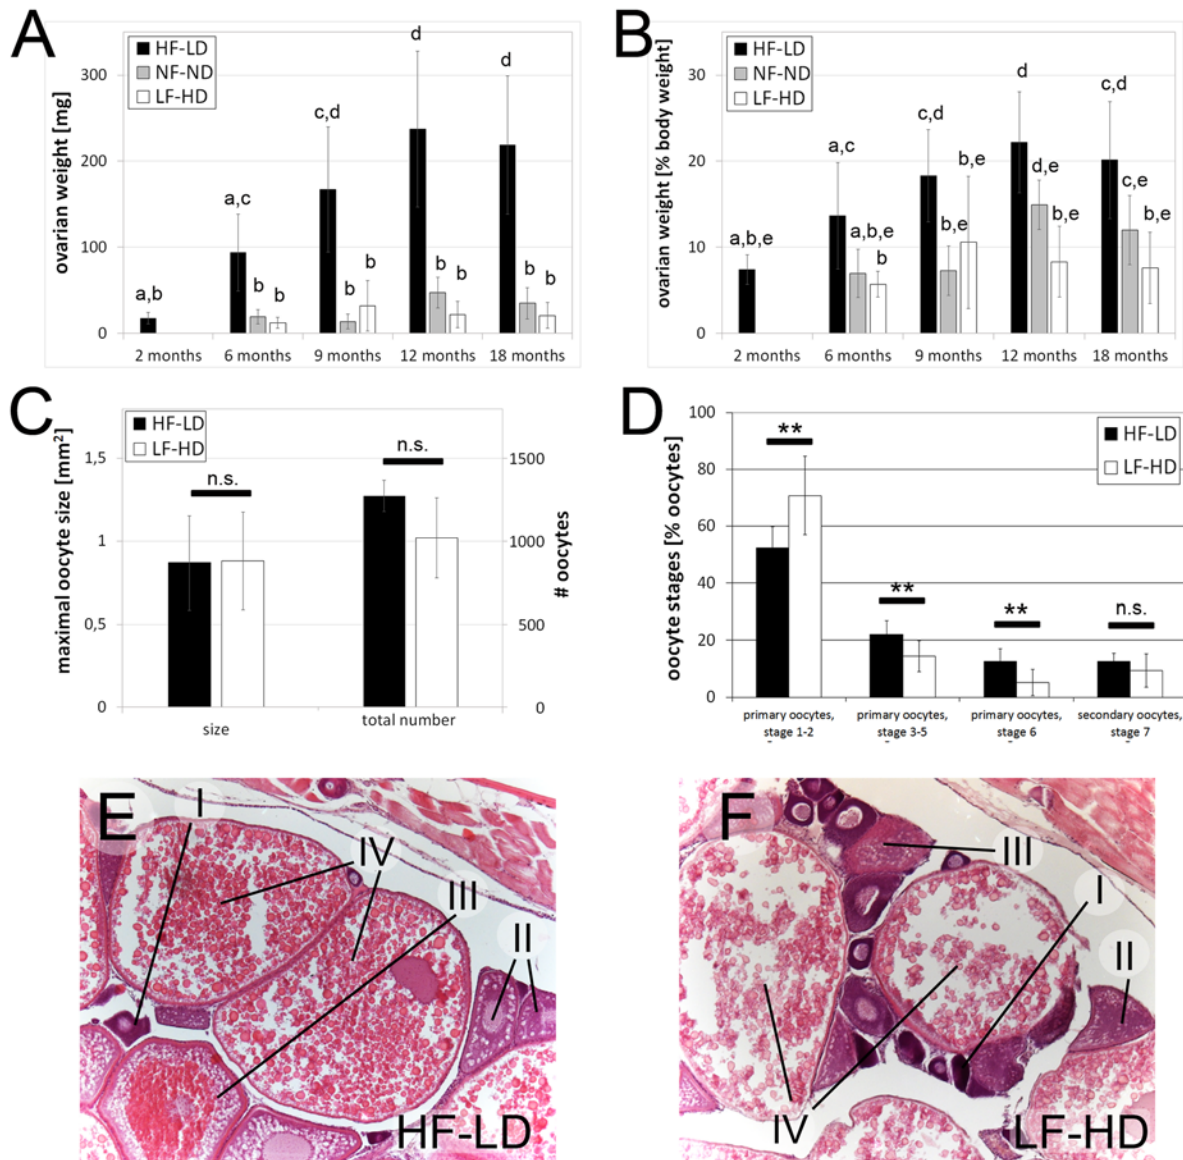 A
HF-LD
NF-ND
LF-HD
ovarian weight [mg]
300
200
100
0
a,b
a,c
b
b
c,d
b
b
d
b
b
d
b
b
2 months
6 months
9 months
12 months
18 months
B
HF-LD
NF-ND
LF-HD
ovarian weight [% body weight]
30
20
10
0
a,b,e
a,c
a,b,e
b
c,d
b,e
b,e
d
d,e
b,e
c,d
c,e
b,e
2 months
6 months
9 months
12 months
18 months
C
HF-LD
LF-HD
maximal oocyte size [mm²]
1,5
1
0,5
0
n.s.
n.s.
1500
1000
500
0
# oocytes
size
total number
D
HF-LD
LF-HD
oocyte stages [% oocytes]
100
80
60
40
20
0
**
**
**
n.s.
primary oocytes,
stage 1-2
primary oocytes,
stage 3-5
primary oocytes,
stage 6
secondary oocytes,
stage 7
E
I
IV
III
II
HF-LD
F
III
I
II
IV
LF-HD